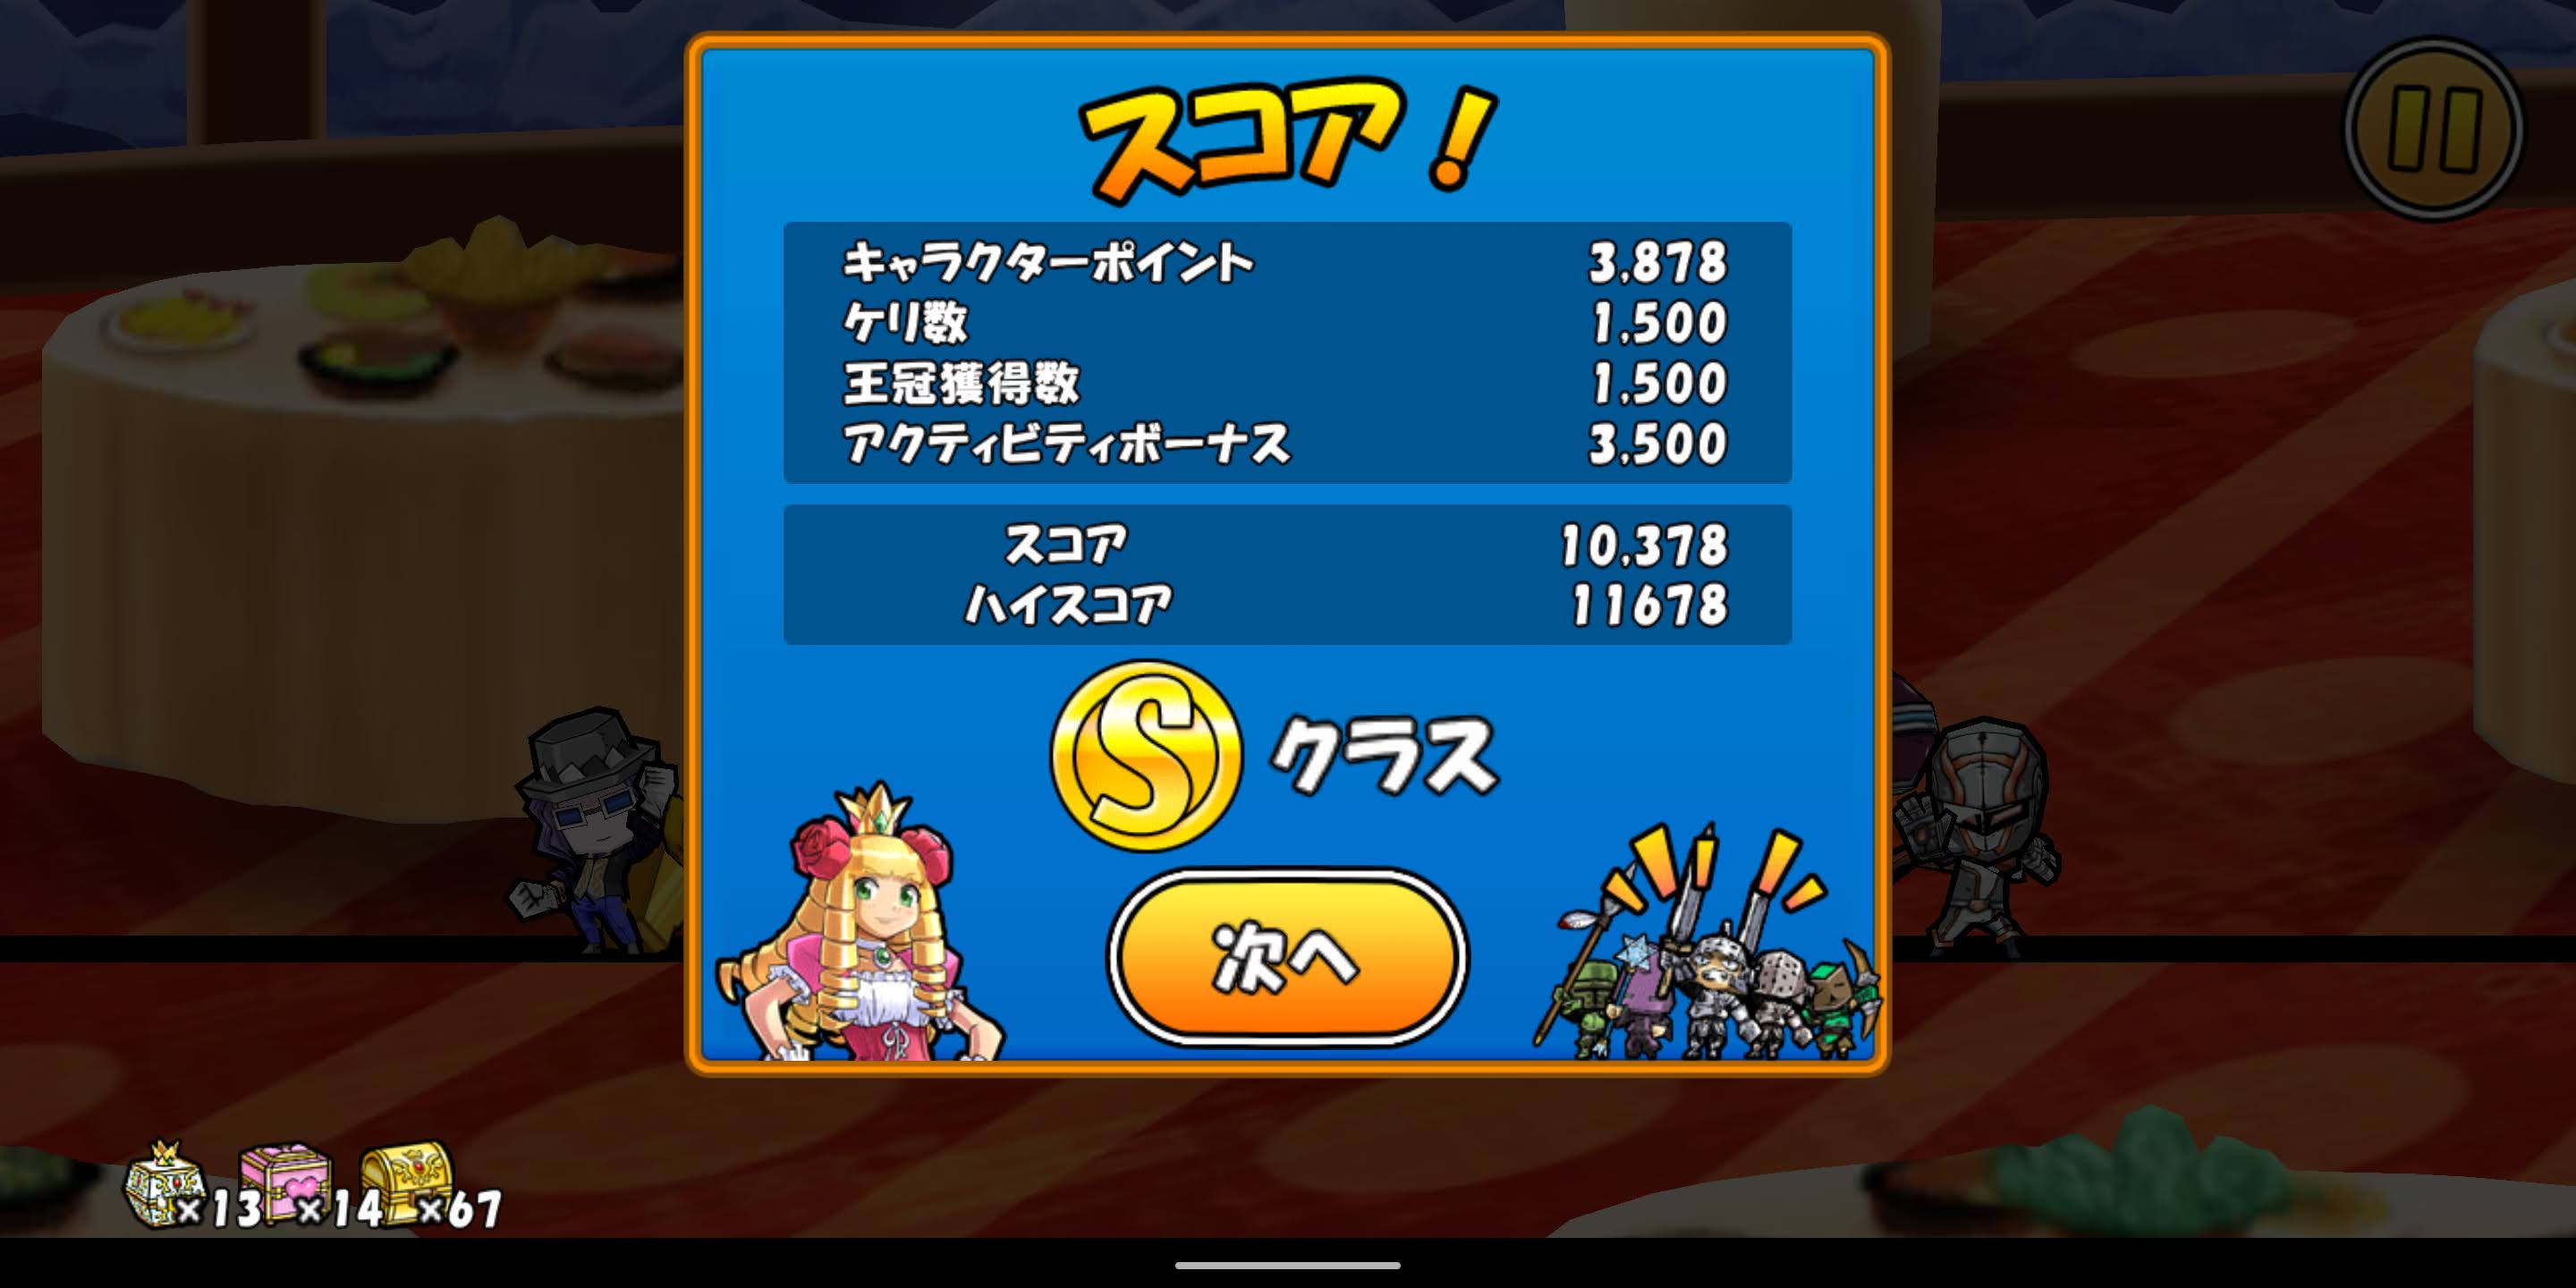 スコア！
キャラクターポイント 3,878
ケリ数 1,500
王冠獲得数 1,500
アクティビティボーナス 3,500
スコア 10,378
ハイスコア 11678
S クラス
次へ
×13 ×14 ×67